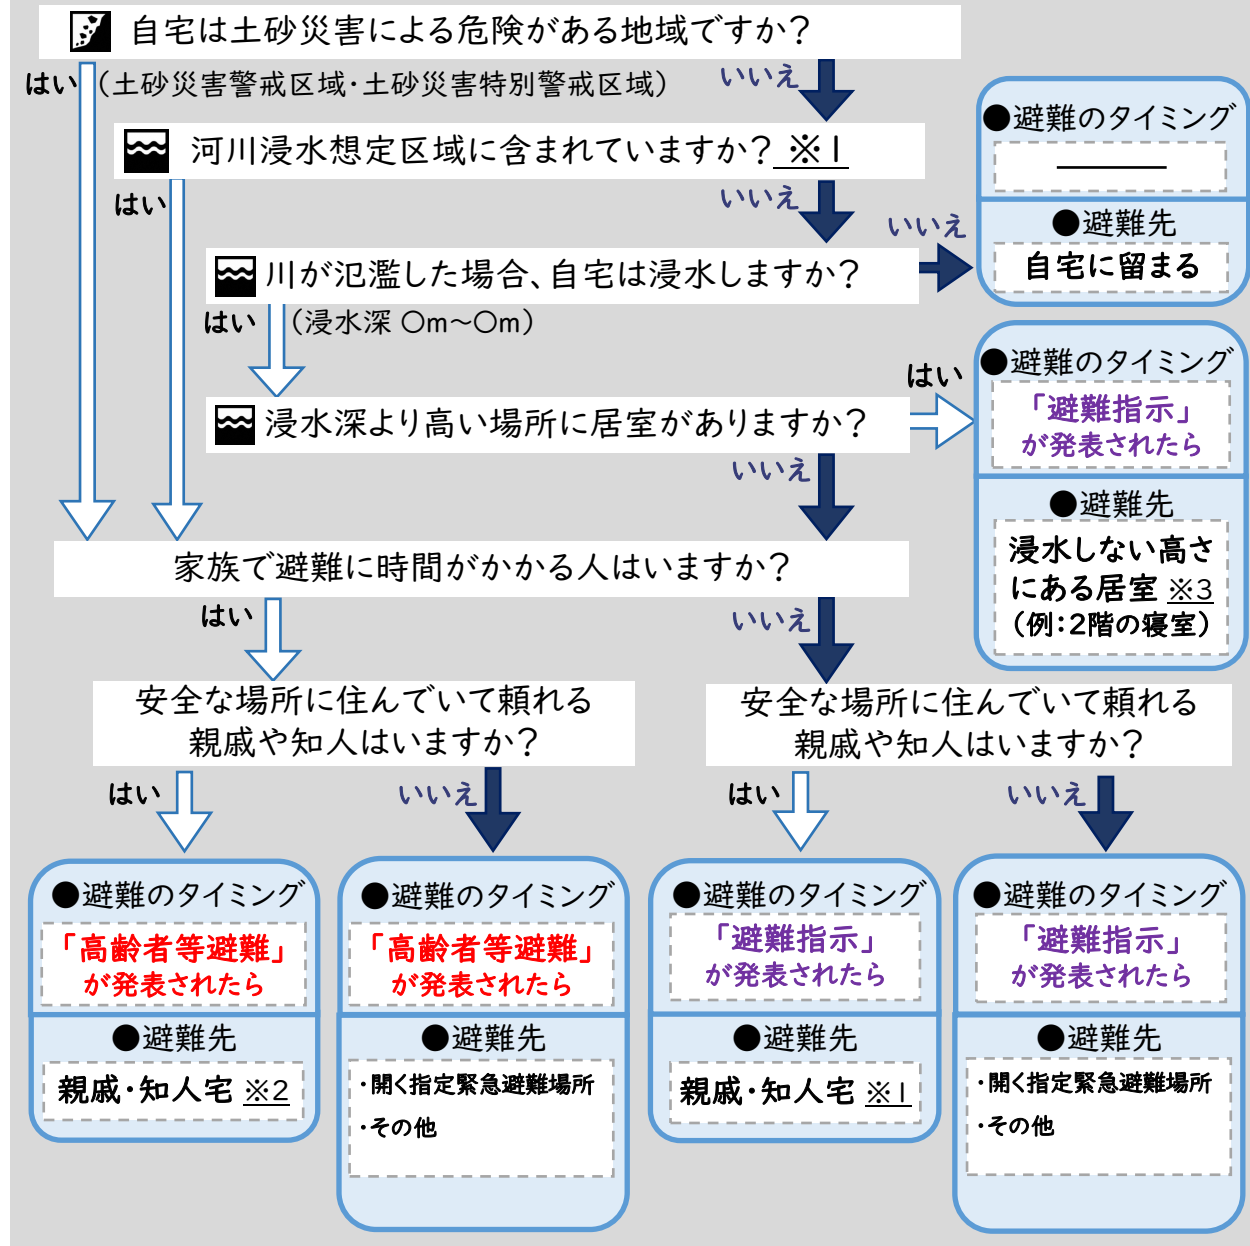 自宅は土砂災害による危険がある地域ですか?
はい
(土砂災害警戒区域・土砂災害特別警戒区域)
いいえ
河川浸水想定区域に含まれていますか? ※1
はい
いいえ
川が氾濫した場合、自宅は浸水しますか?
いいえ
はい
(浸水深 〇m~〇m)
●避難のタイミング
―
●避難先
自宅に留まる
浸水深より高い場所に居室がありますか?
はい
いいえ
●避難のタイミング
「避難指示」
が発表されたら
●避難先
浸水しない高さ
にある居室 ※3
(例:2階の寝室)
家族で避難に時間がかかる人はいますか?
はい
いいえ
安全な場所に住んでいて頼れる
親戚や知人はいますか?
はい
いいえ
安全な場所に住んでいて頼れる
親戚や知人はいますか?
はい
いいえ
●避難のタイミング
「高齢者等避難」
が発表されたら
●避難先
親戚・知人宅 ※2
●避難のタイミング
「高齢者等避難」
が発表されたら
●避難先
・開く指定緊急避難場所
・その他
●避難のタイミング
「避難指示」
が発表されたら
●避難先
親戚・知人宅 ※1
●避難のタイミング
「避難指示」
が発表されたら
●避難先
・開く指定緊急避難場所
・その他